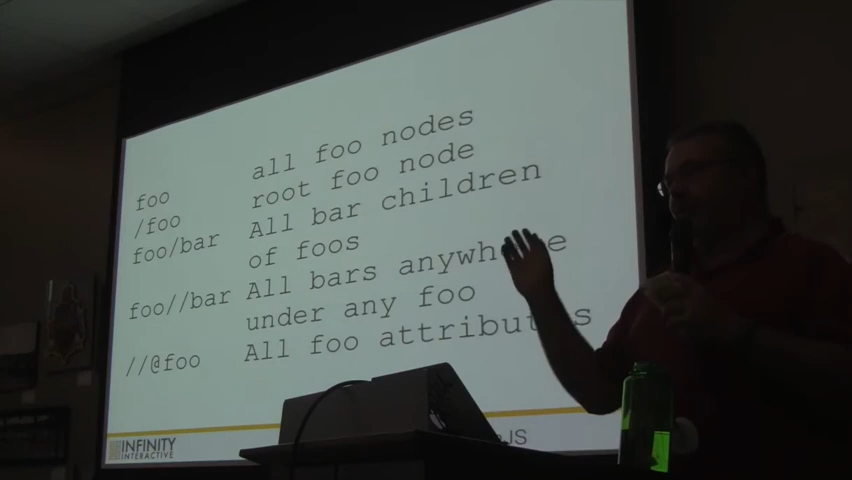 foo all foo nodes
/foo root foo node
foo/bar All bar children
of foos
foo//bar All bars
under any foo
//@foo All foo
INFINITY
INTERACTIVE